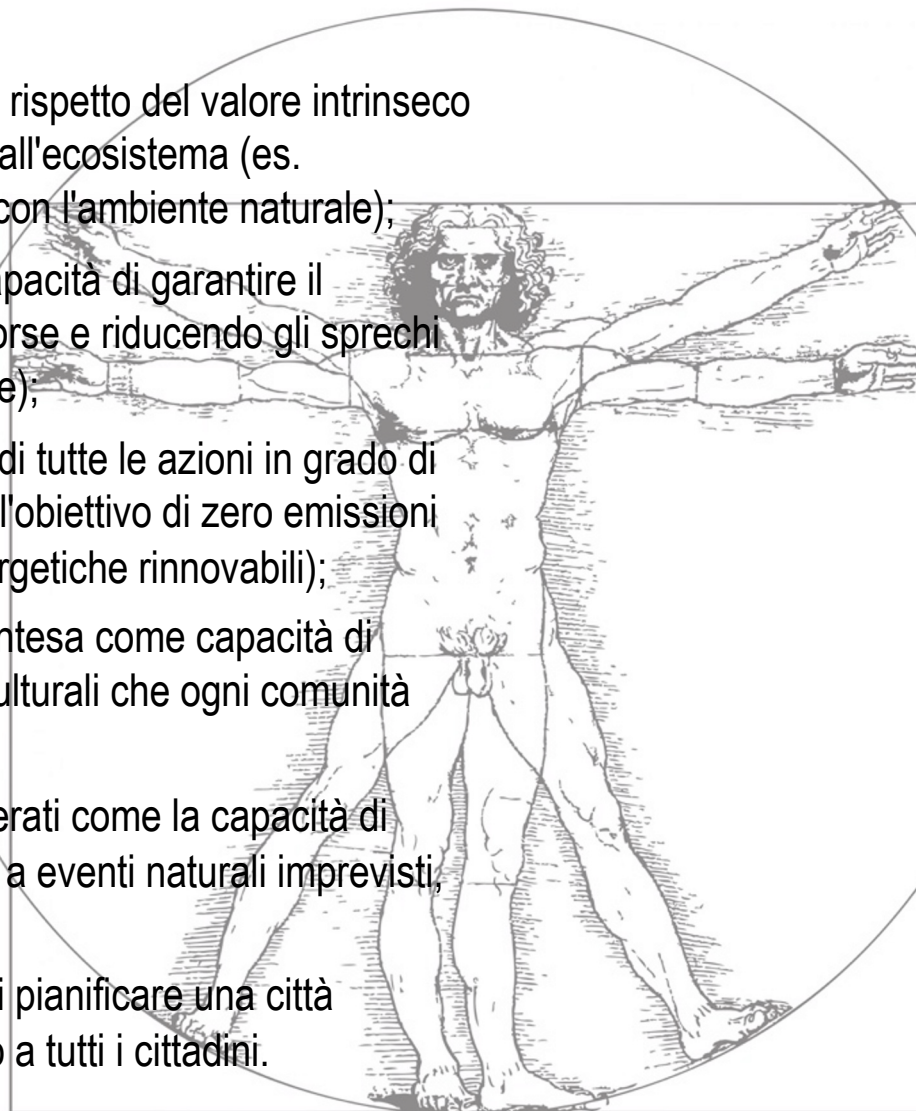 rispetto del valore intrinseco
all'ecosistema (es.
con l'ambiente naturale);
capacità di garantire il
orse e riducendo gli sprechi
e);
di tutte le azioni in grado di
l'obiettivo di zero emissioni
rgetiche rinnovabili);
intesa come capacità di
ulturali che ogni comunità
erati come la capacità di
a eventi naturali imprevisti,
i pianificare una città
o a tutti i cittadini.